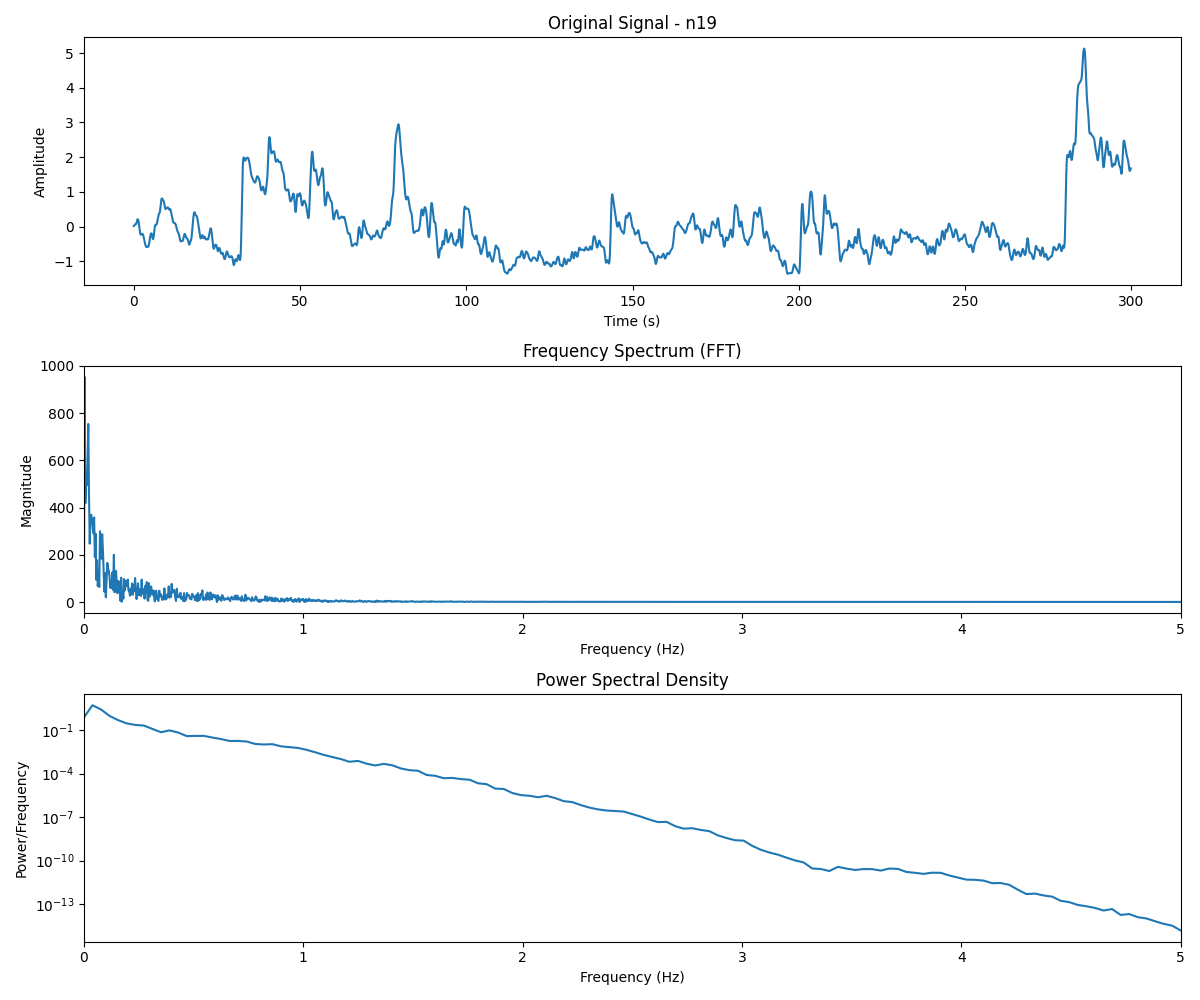 Original Signal - n19
5
4
3
2
1
0
−1
Amplitude
0 50 100 150 200 250 300
Time (s)
Frequency Spectrum (FFT)
1000
800
600
400
200
0
Magnitude
0 1 2 3 4 5
Frequency (Hz)
Power Spectral Density
10⁻¹
10⁻⁴
10⁻⁷
10⁻¹⁰
10⁻¹³
Power/Frequency
0 1 2 3 4 5
Frequency (Hz)